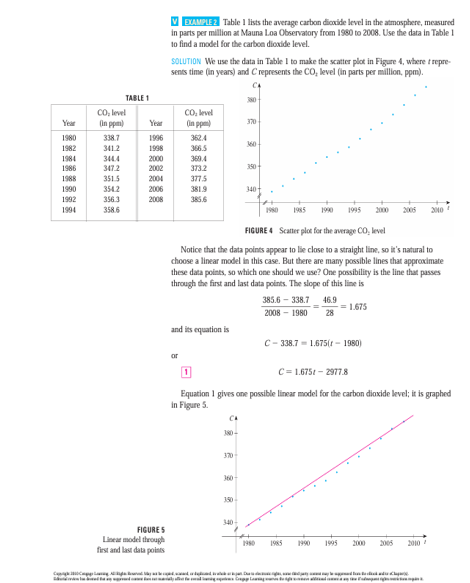 V EXAMPLE 2 Table 1 lists the average carbon dioxide level in the atmosphere, measured
in parts per million at Mauna Loa Observatory from 1980 to 2008. Use the data in Table 1
to find a model for the carbon dioxide level.
SOLUTION We use the data in Table 1 to make the scatter plot in Figure 4, where t repre-
sents time (in years) and C represents the CO₂ level (in parts per million, ppm).
TABLE 1
Year CO₂ level (in ppm) Year CO₂ level (in ppm)
1980 338.7 1996 362.4
1982 341.2 1998 366.5
1984 344.4 2000 369.4
1986 347.2 2002 373.2
1988 351.5 2004 377.5
1990 354.2 2006 381.9
1992 356.3 2008 385.6
1994 358.6
C
380
370
360
350
340
1980 1985 1990 1995 2000 2005 2010 t
FIGURE 4 Scatter plot for the average CO₂ level
Notice that the data points appear to lie close to a straight line, so it's natural to
choose a linear model in this case. But there are many possible lines that approximate
these data points, so which one should we use? One possibility is the line that passes
through the first and last data points. The slope of this line is
(385.6 − 338.7)/(2008 − 1980) = 46.9/28 = 1.675
and its equation is
C − 338.7 = 1.675(t − 1980)
or
1 C = 1.675t − 2977.8
Equation 1 gives one possible linear model for the carbon dioxide level; it is graphed
in Figure 5.
C
380
370
360
350
340
1980 1985 1990 1995 2000 2005 2010 t
FIGURE 5
Linear model through
first and last data points
Copyright 2010 Cengage Learning. All Rights Reserved. May not be copied, scanned, or duplicated, in whole or in part. Due to electronic rights, some third party content may be suppressed from the eBook and/or eChapter(s).
Editorial review has deemed that any suppressed content does not materially affect the overall learning experience. Cengage Learning reserves the right to remove additional content at any time if subsequent rights restrictions require it.